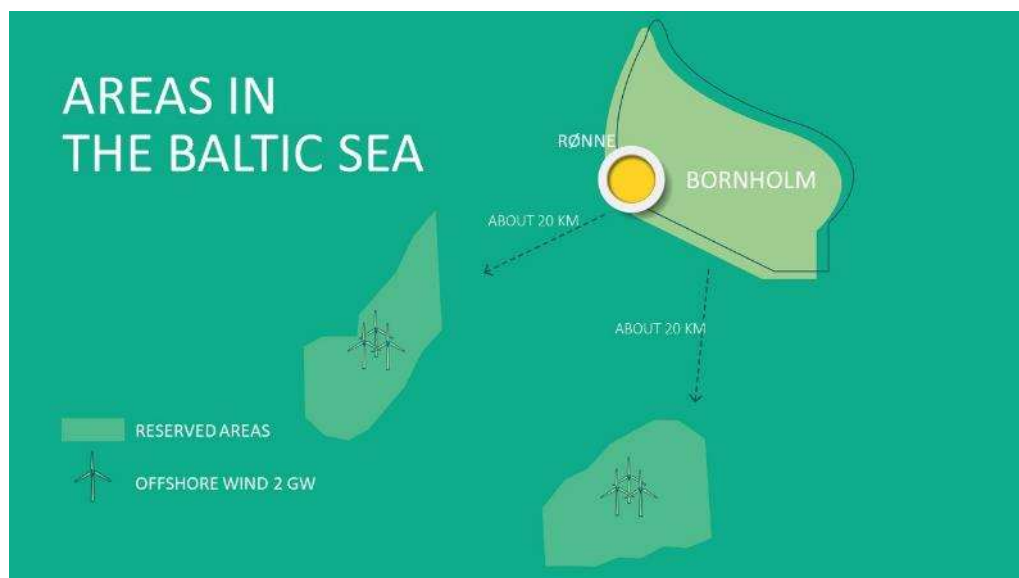 AREAS IN
THE BALTIC SEA
RØNNE
BORNHOLM
ABOUT 20 KM
ABOUT 20 KM
RESERVED AREAS
OFFSHORE WIND 2 GW